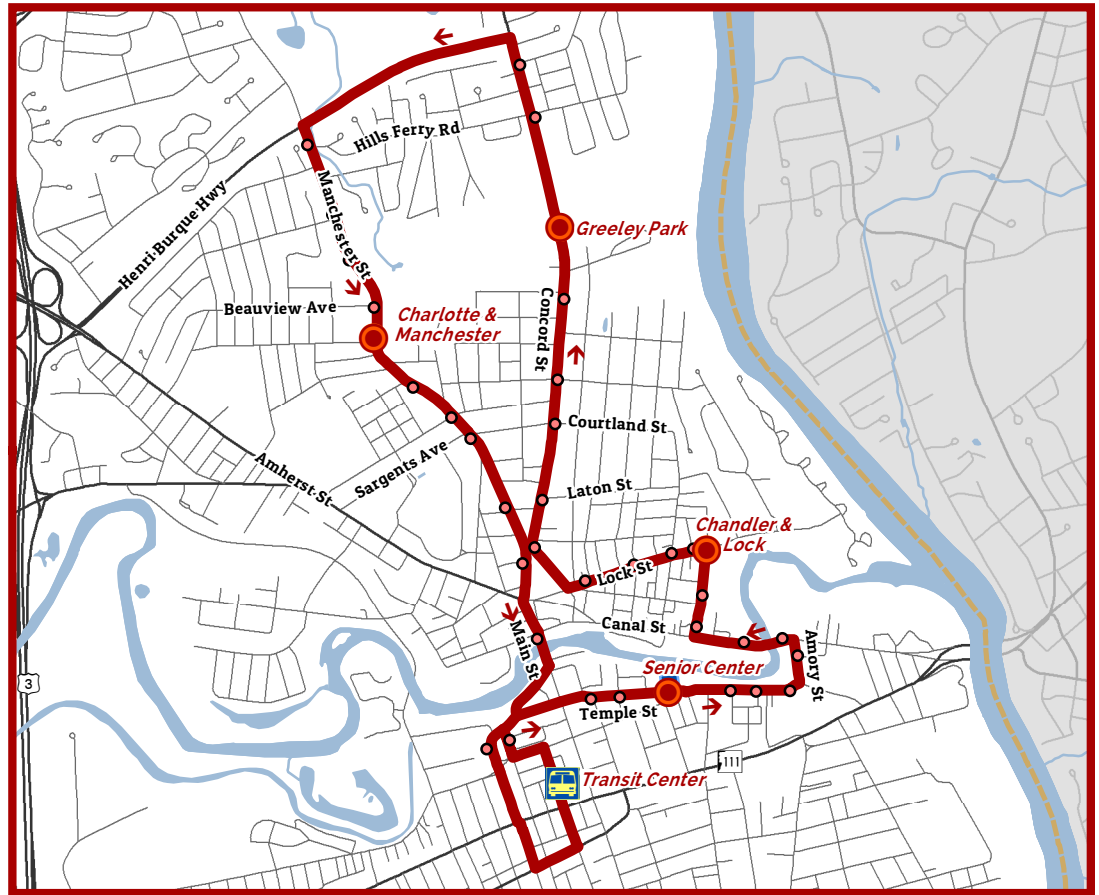 Hills Ferry Rd
Henri Burque Hwy
Manchester St
Greeley Park
Beauview Ave
Charlotte &
Manchester
Concord St
Courtland St
Sargents Ave
Amherst St
Laton St
Chandler &
Lock
Lock St
Canal St
Main St
Amory St
Senior Center
3
Temple St
111
Transit Center